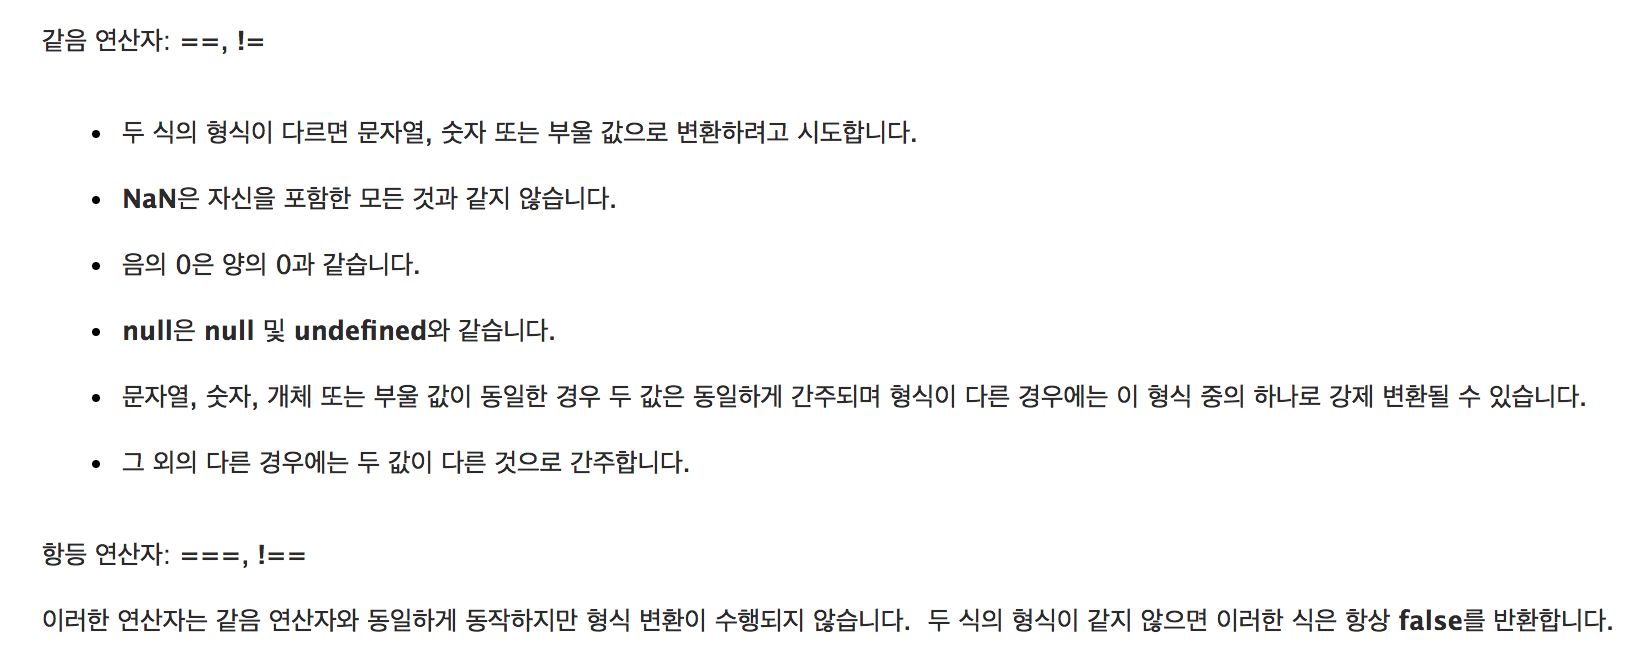 같음 연산자: ==, !=
• 두 식의 형식이 다르면 문자열, 숫자 또는 부울 값으로 변환하려고 시도합니다.
• NaN은 자신을 포함한 모든 것과 같지 않습니다.
• 음의 0은 양의 0과 같습니다.
• null은 null 및 undefined와 같습니다.
• 문자열, 숫자, 개체 또는 부울 값이 동일한 경우 두 값은 동일하게 간주되며 형식이 다른 경우에는 이 형식 중의 하나로 강제 변환될 수 있습니다.
• 그 외의 다른 경우에는 두 값이 다른 것으로 간주합니다.
항등 연산자: ===, !==
이러한 연산자는 같음 연산자와 동일하게 동작하지만 형식 변환이 수행되지 않습니다. 두 식의 형식이 같지 않으면 이러한 식은 항상 false를 반환합니다.